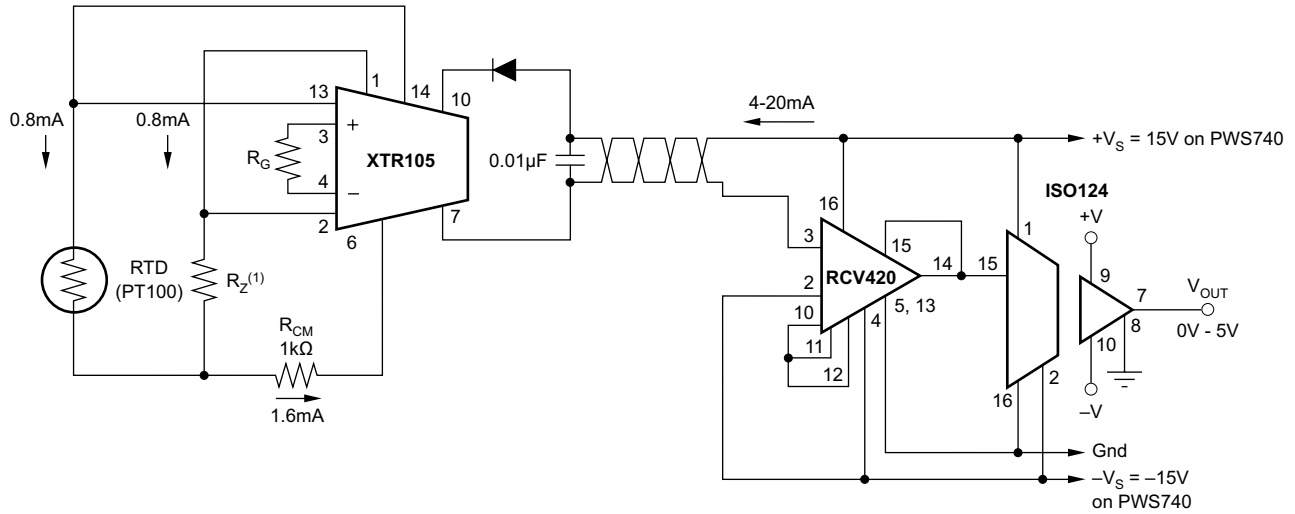 0.8mA
0.8mA
13
1
14
10
3
+
R_G
XTR105
4
–
2
6
7
0.01µF
4-20mA
+V_S = 15V on PWS740
RTD
(PT100)
R_Z^(1)
R_CM
1kΩ
1.6mA
16
3
15
2
RCV420
14
15
10
5, 13
11
4
12
ISO124
+V
1
9
7
V_OUT
8
0V - 5V
10
2
16
–V
Gnd
–V_S = –15V
on PWS740